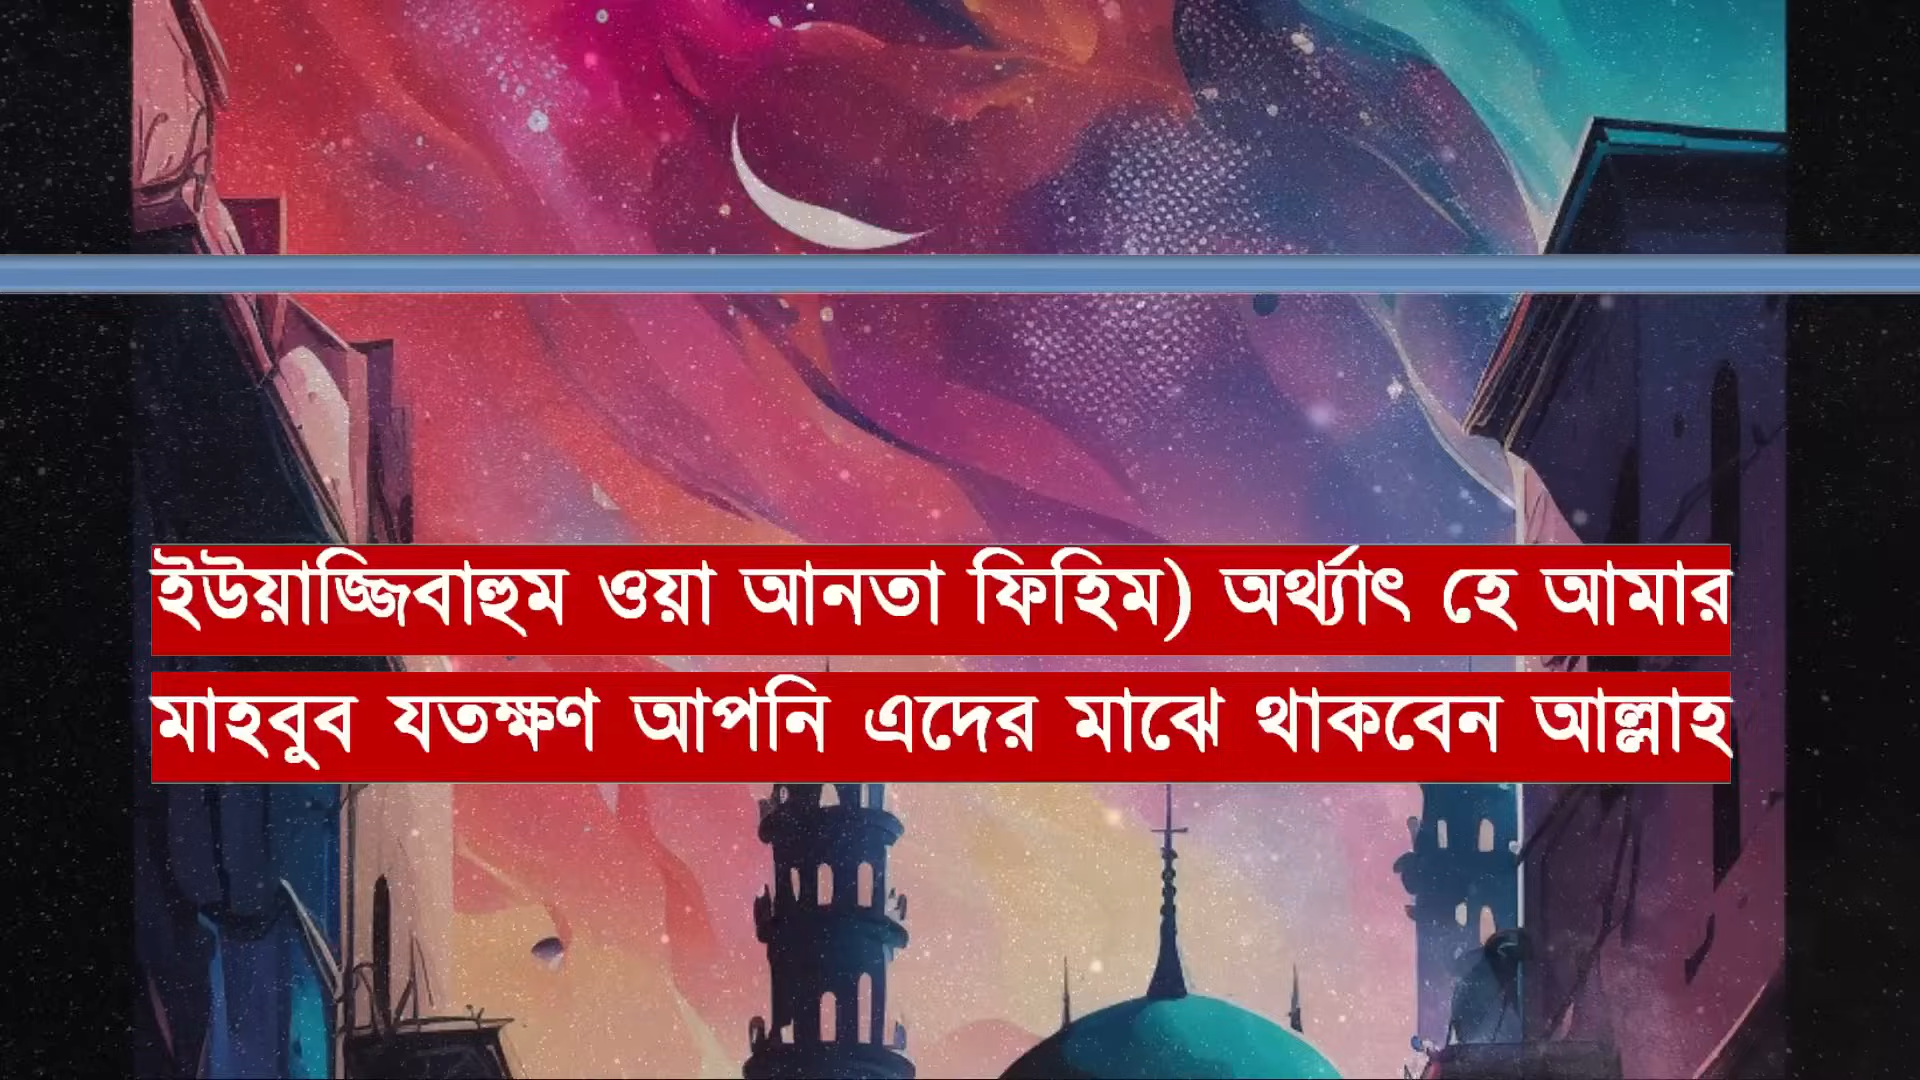 ইউয়াজ্জিবাহুম ওয়া আনতা ফিহিম) অর্থ্যাৎ হে আমার
মাহবুব যতক্ষণ আপনি এদের মাঝে থাকবেন আল্লাহ